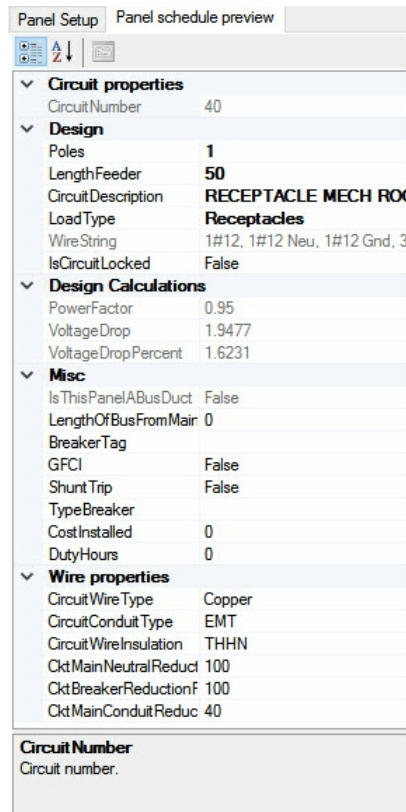 Panel Setup Panel schedule preview
Circuit properties
CircuitNumber 40
Design
Poles 1
LengthFeeder 50
CircuitDescription RECEPTACLE MECH
LoadType Receptacles
WireString 1#12, 1#12 Neu, 1#12 Gnd, 3
IsCircuitLocked False
Design Calculations
PowerFactor 0.95
VoltageDrop 1.9477
VoltageDropPercent 1.6231
Misc
IsThisPanelABusDuct False
LengthOfBusFromMain 0
BreakerTag
GFCI False
ShuntTrip False
TypeBreaker
CostInstalled 0
DutyHours 0
Wire properties
CircuitWireType Copper
CircuitConduitType EMT
CircuitWireInsulation THHN
CktMainNeutralReduct 100
CktBreakerReductionF 100
CktMainConduitReduc 40
CircuitNumber
Circuit number.